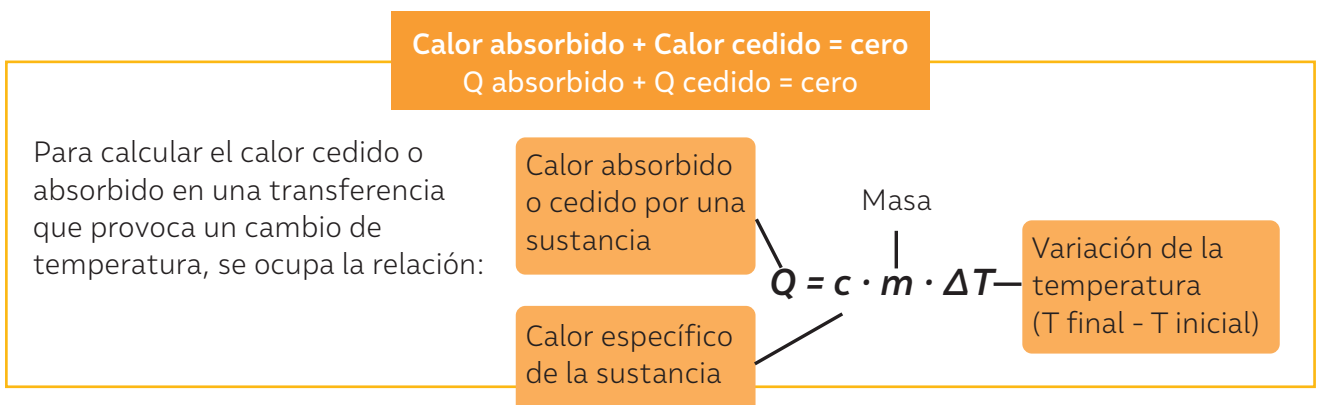 Calor absorbido + Calor cedido = cero
Q absorbido + Q cedido = cero
Para calcular el calor cedido o
absorbido en una transferencia
que provoca un cambio de
temperatura, se ocupa la relación:
Calor absorbido
o cedido por una
sustancia
Masa
Q = c · m · ΔT
Variación de la
temperatura
(T final - T inicial)
Calor específico
de la sustancia